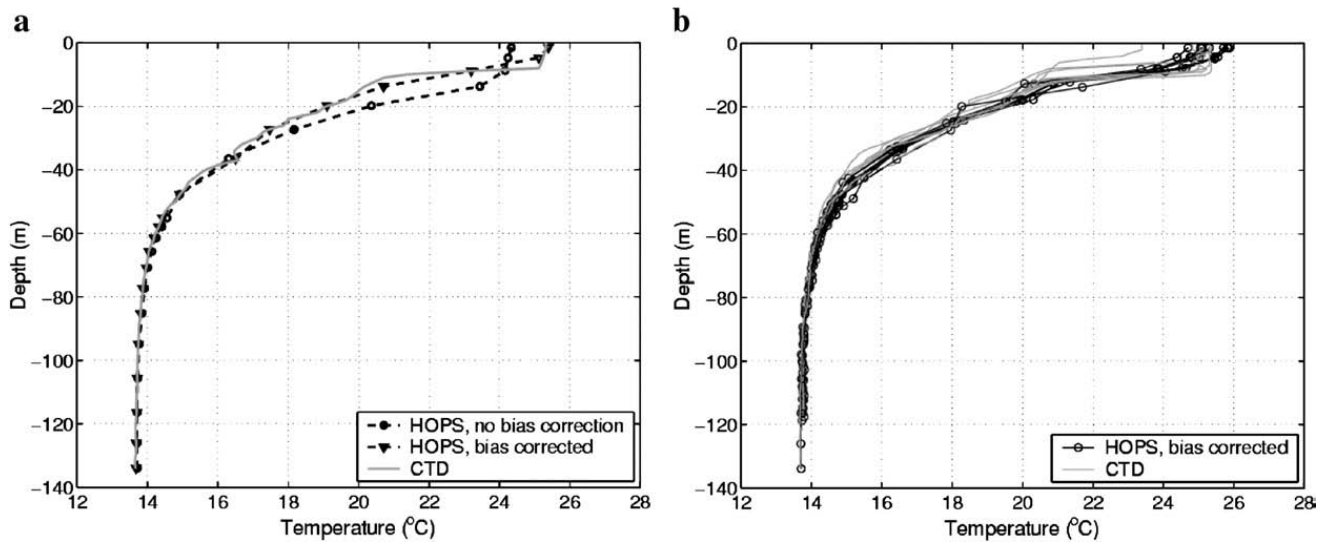 a
0
−20
−40
−60
−80
−100
−120
−140
Depth (m)
12 14 16 18 20 22 24 26 28
Temperature (°C)
HOPS, no bias correction
HOPS, bias corrected
CTD
b
0
−20
−40
−60
−80
−100
−120
−140
Depth (m)
12 14 16 18 20 22 24 26 28
Temperature (°C)
HOPS, bias corrected
CTD